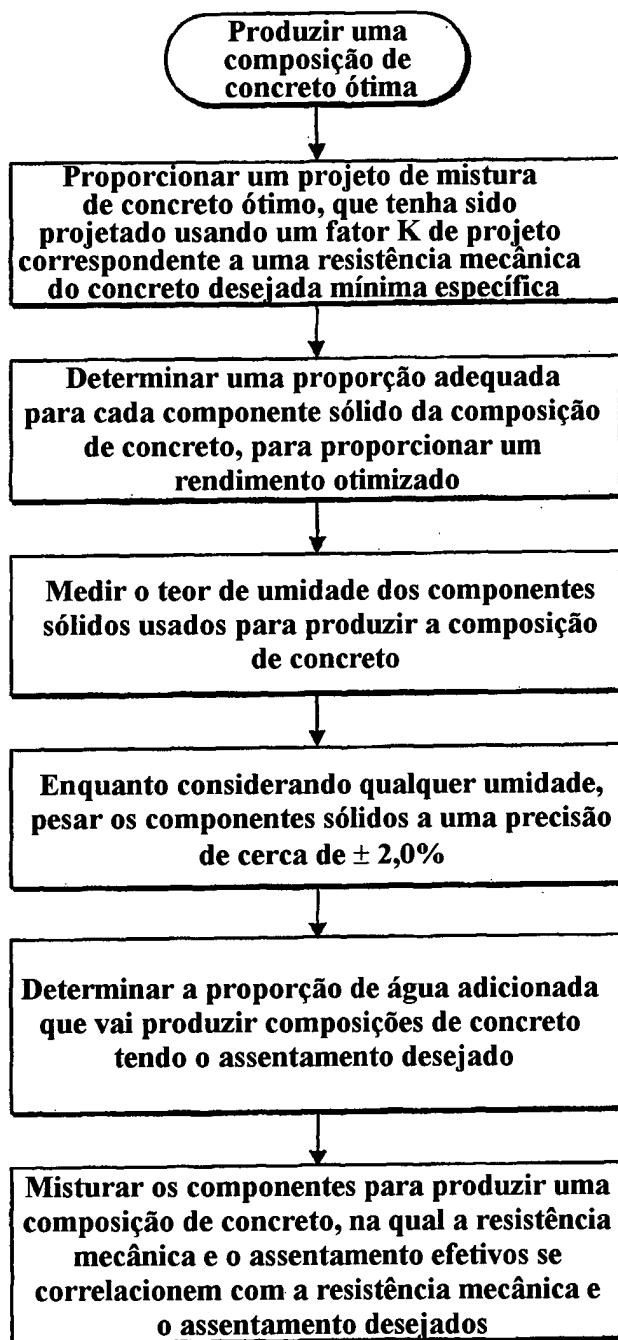 Produzir uma
composição de
concreto ótima
Proporcionar um projeto de mistura
de concreto ótimo, que tenha sido
projetado usando um fator K de projeto
correspondente a uma resistência mecânica
do concreto desejada mínima específica
Determinar uma proporção adequada
para cada componente sólido da composição
de concreto, para proporcionar um
rendimento otimizado
Medir o teor de umidade dos componentes
sólidos usados para produzir a composição
de concreto
Enquanto considerando qualquer umidade,
pesar os componentes sólidos a uma precisão
de cerca de ± 2,0%
Determinar a proporção de água adicionada
que vai produzir composições de concreto
tendo o assentamento desejado
Misturar os componentes para produzir uma
composição de concreto, na qual a resistência
mecânica e o assentamento efetivos se
correlacionem com a resistência mecânica e
o assentamento desejados